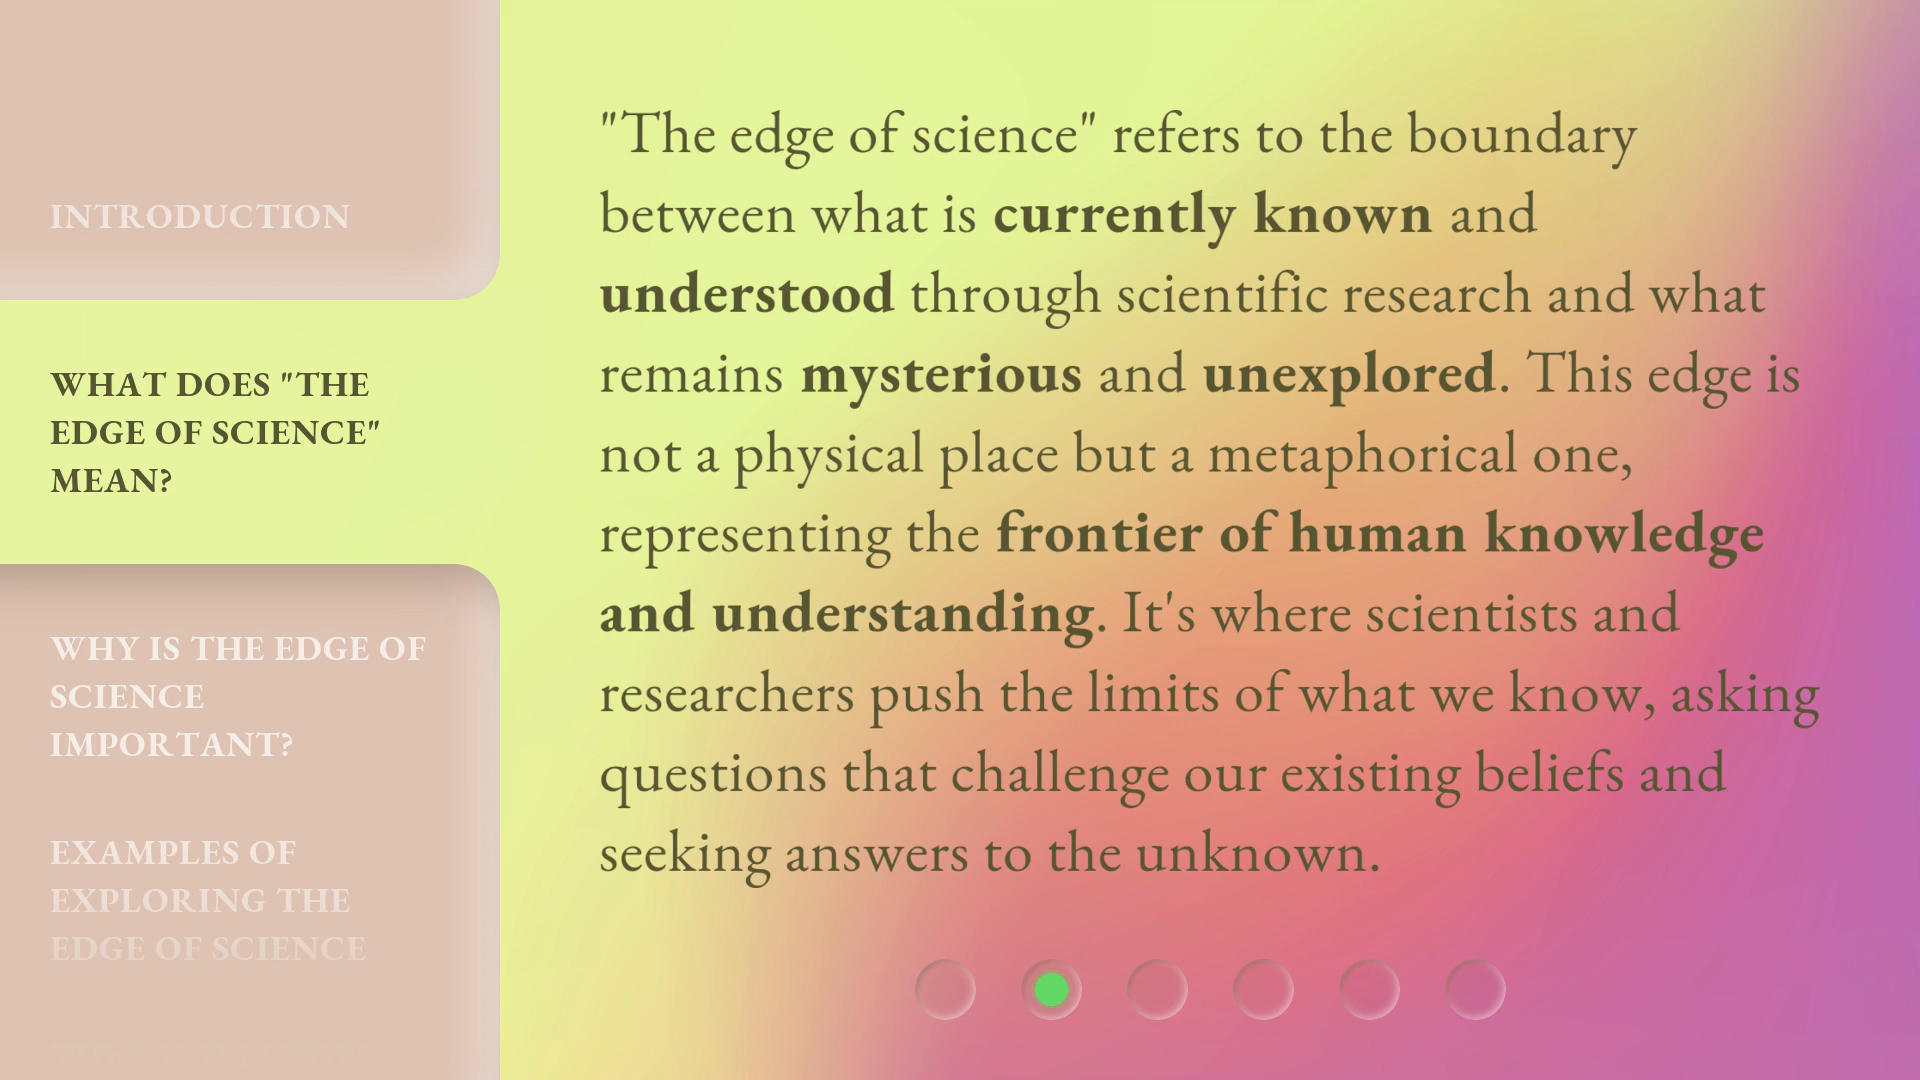 INTRODUCTION
WHAT DOES "THE
EDGE OF SCIENCE"
MEAN?
WHY IS THE EDGE OF
SCIENCE
IMPORTANT?
EXAMPLES OF
EXPLORING THE
EDGE OF SCIENCE
"The edge of science" refers to the boundary
between what is currently known and
understood through scientific research and what
remains mysterious and unexplored. This edge is
not a physical place but a metaphorical one,
representing the frontier of human knowledge
and understanding. It's where scientists and
researchers push the limits of what we know, asking
questions that challenge our existing beliefs and
seeking answers to the unknown.